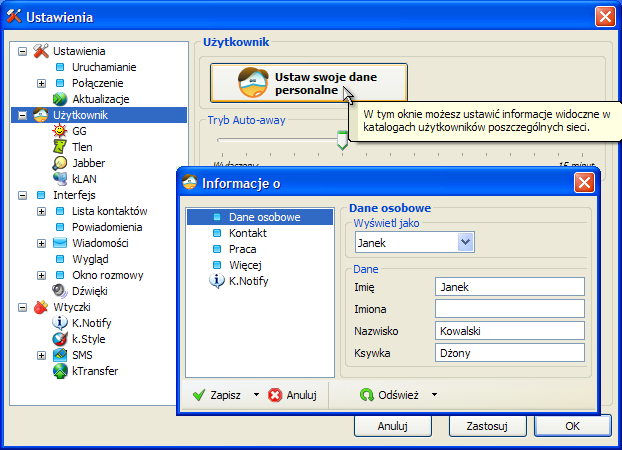 Ustawienia
Ustawienia
Uruchamianie
Połączenie
Aktualizacje
Użytkownik
GG
Tlen
Jabber
kLAN
Interfejs
Lista kontaktów
Powiadomienia
Wiadomości
Wygląd
Okno rozmowy
Dźwięki
Wtyczki
K.Notify
k.Style
SMS
kTransfer
Użytkownik
Ustaw swoje dane
personalne
W tym oknie możesz ustawić informacje widoczne w
katalogach użytkowników poszczególnych sieci.
Tryb Auto-away
Informacje o
Dane osobowe
Kontakt
Praca
Więcej
K.Notify
Dane osobowe
Wyświetl jako
Janek
Dane
Imię Janek
Imiona
Nazwisko Kowalski
Ksywka Dżony
Zapisz Anuluj Odśwież
Anuluj Zastosuj OK